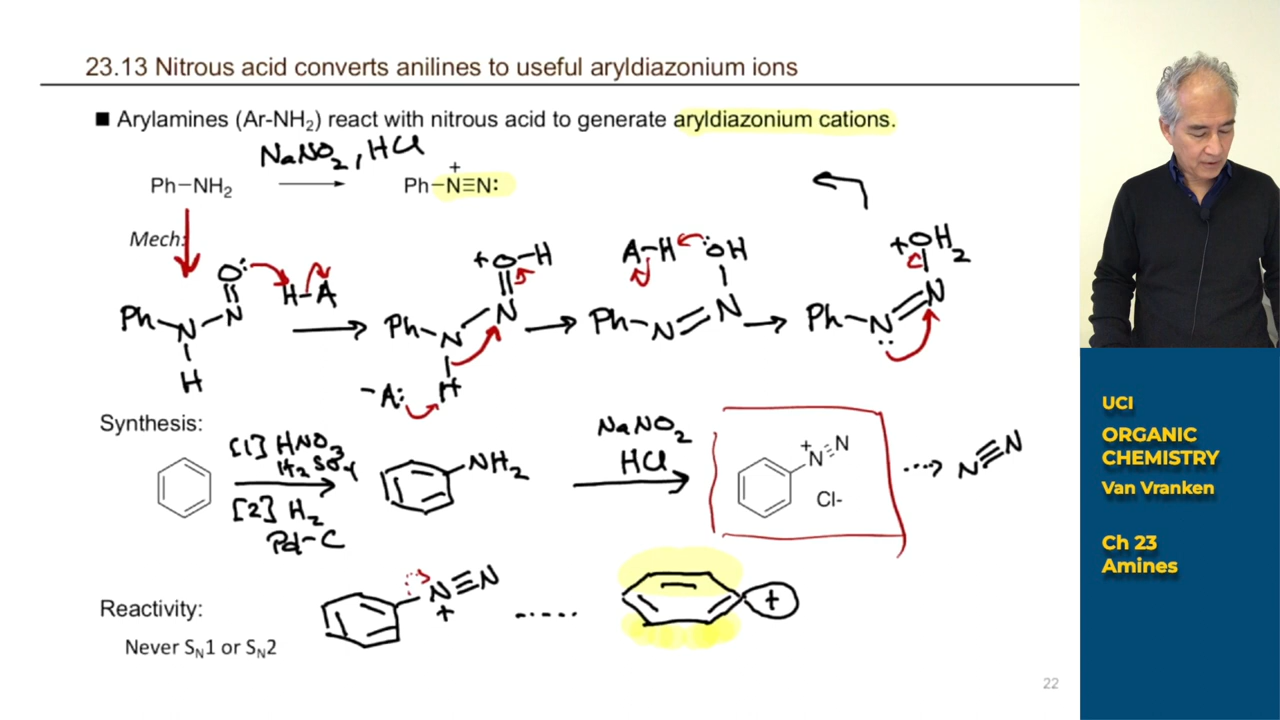 23.13 Nitrous acid converts anilines to useful aryldiazonium ions
■ Arylamines (Ar-NH₂) react with nitrous acid to generate aryldiazonium cations.
NaNO₂, HCl
Ph–NH₂ → Ph–N⁺≡N:
Mech:
Ph N H N O: H–A
Ph N H N +O–H –A:
A–H :OH Ph–N=N
+OH₂ Ph–N=N
Synthesis:
[1] HNO₃
H₂SO₄
[2] H₂
Pd-C
NH₂
NaNO₂
HCl
+ N≡N
Cl-
N≡N
Reactivity:
N≡N
+
+
Never Sₙ1 or Sₙ2
22
UCI
ORGANIC
CHEMISTRY
Van Vranken
Ch 23
Amines